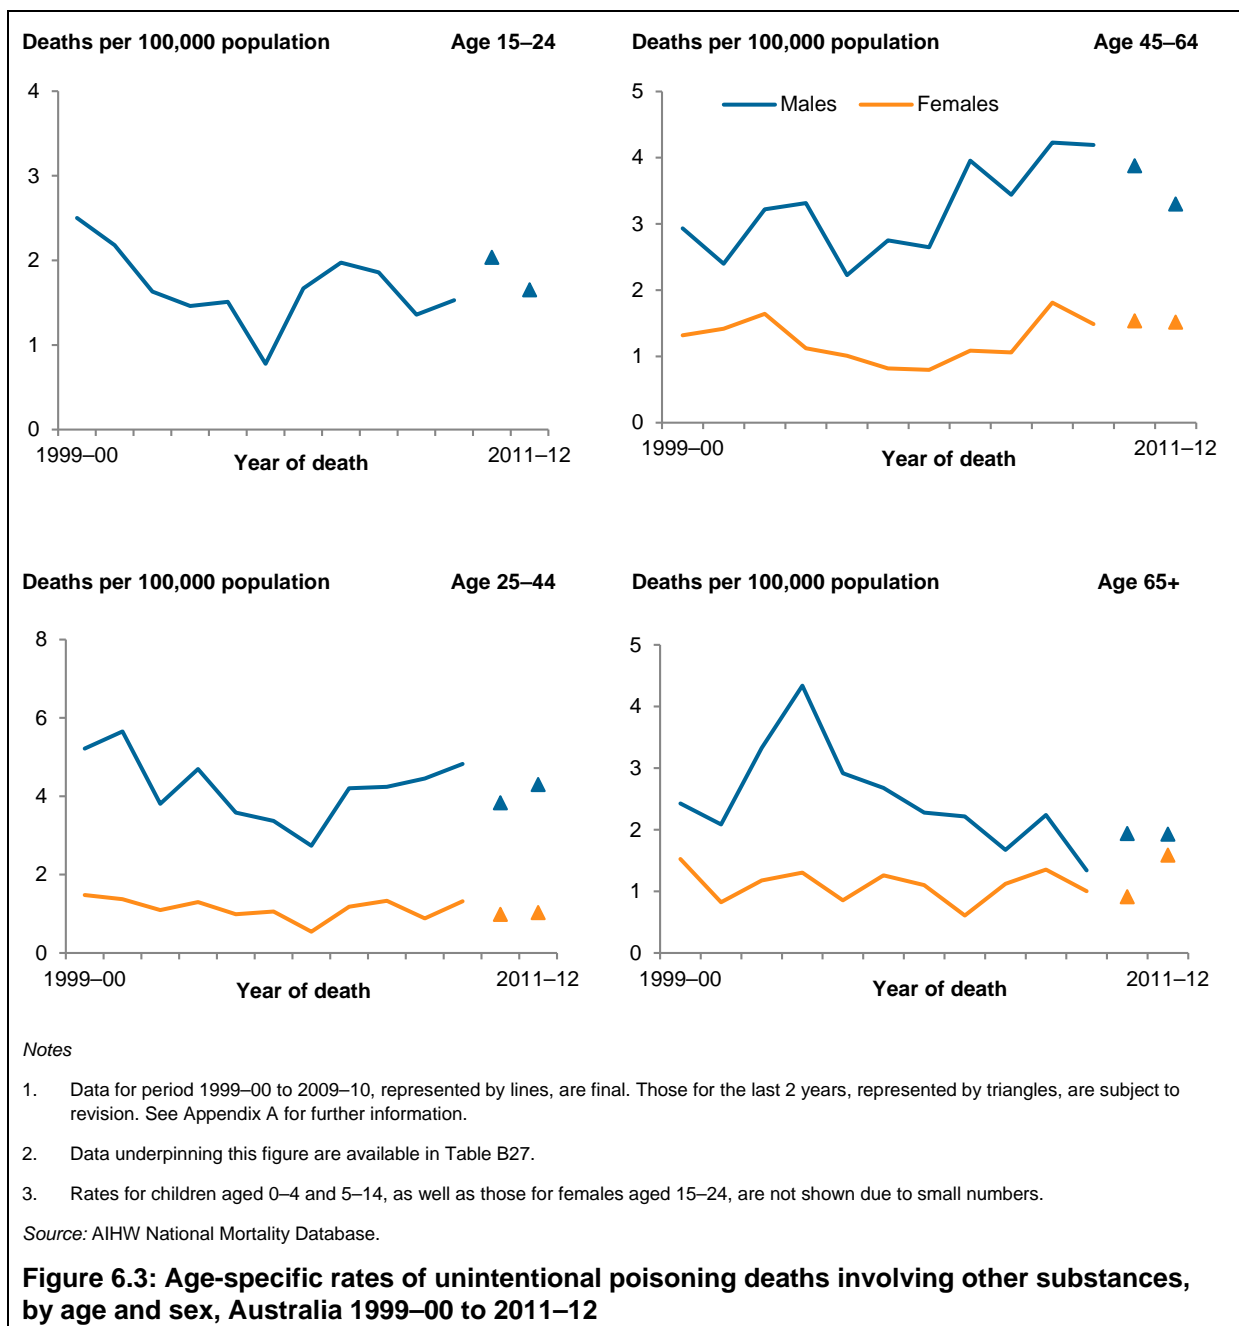 Deaths per 100,000 population Age 15–24
4
3
2
1
0
1999–00 2011–12
Year of death
Deaths per 100,000 population Age 45–64
Males Females
5
4
3
2
1
0
1999–00 2011–12
Year of death
Deaths per 100,000 population Age 25–44
8
6
4
2
0
1999–00 2011–12
Year of death
Deaths per 100,000 population Age 65+
5
4
3
2
1
0
1999–00 2011–12
Year of death
Notes
1. Data for period 1999–00 to 2009–10, represented by lines, are final. Those for the last 2 years, represented by triangles, are subject to
revision. See Appendix A for further information.
2. Data underpinning this figure are available in Table B27.
3. Rates for children aged 0–4 and 5–14, as well as those for females aged 15–24, are not shown due to small numbers.
Source: AIHW National Mortality Database.
Figure 6.3: Age-specific rates of unintentional poisoning deaths involving other substances,
by age and sex, Australia 1999–00 to 2011–12